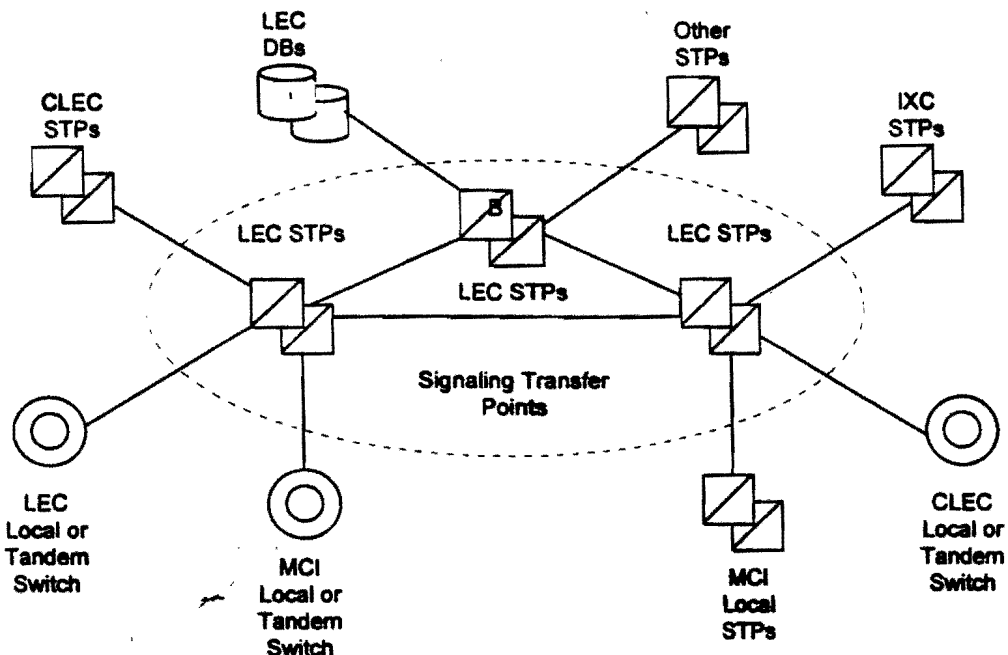 LEC
DBs
Other
STPs
CLEC
STPs
IXC
STPs
B
LEC STPs
LEC STPs
LEC STPs
Signaling Transfer
Points
LEC
Local or
Tandem
Switch
MCI
Local or
Tandem
Switch
MCI
Local
STPs
CLEC
Local or
Tandem
Switch